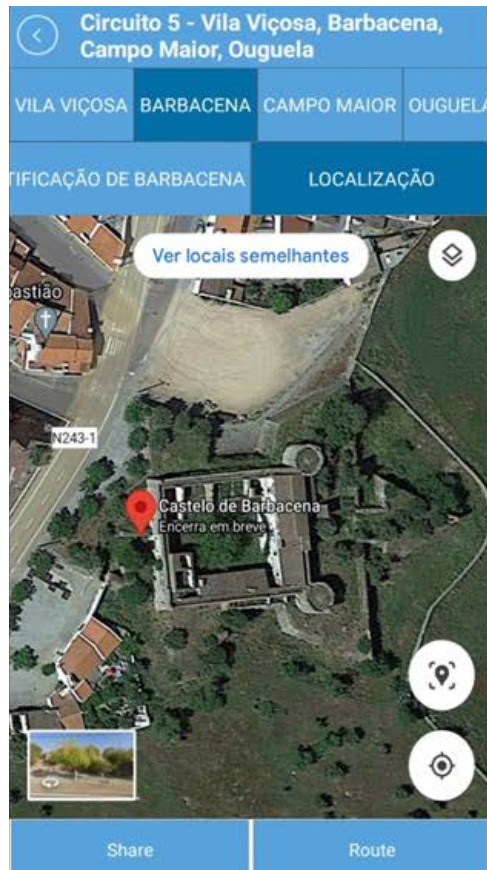 Circuito 5 - Vila Viçosa, Barbacena,
Campo Maior, Ouguela
VILA VIÇOSA BARBACENA CAMPO MAIOR OUGUELA
TIFICAÇÃO DE BARBACENA LOCALIZAÇÃO
Ver locais semelhantes
bastião
N243-1
Castelo de Barbacena
Encerra em breve
Share Route